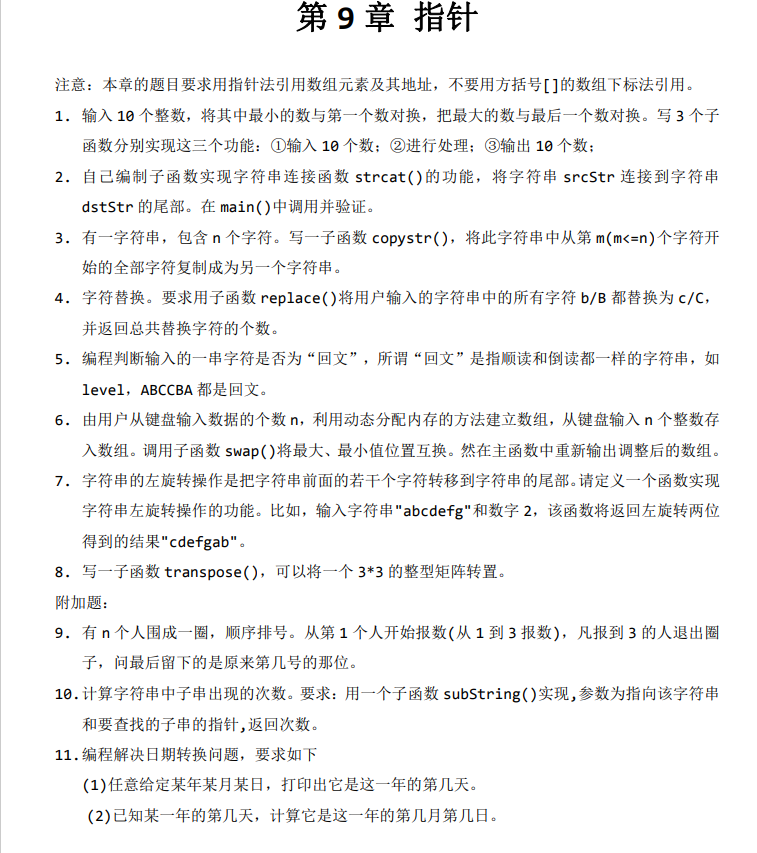 第 9 章 指针
注意：本章的题目要求用指针法引用数组元素及其地址，不要用方括号[]的数组下标法引用。
1. 输入 10 个整数，将其中最小的数与第一个数对换，把最大的数与最后一个数对换。写 3 个子
函数分别实现这三个功能：①输入 10 个数；②进行处理；③输出 10 个数；
2. 自己编制子函数实现字符串连接函数 strcat()的功能，将字符串 srcStr 连接到字符串
dstStr 的尾部。在 main()中调用并验证。
3. 有一字符串，包含 n 个字符。写一子函数 copystr()，将此字符串中从第 m(m<=n)个字符开
始的全部字符复制成为另一个字符串。
4. 字符替换。要求用子函数 replace()将用户输入的字符串中的所有字符 b/B 都替换为 c/C，
并返回总共替换字符的个数。
5. 编程判断输入的一串字符是否为“回文”，所谓“回文”是指顺读和倒读都一样的字符串，如
level，ABCCBA 都是回文。
6. 由用户从键盘输入数据的个数 n，利用动态分配内存的方法建立数组，从键盘输入 n 个整数存
入数组。调用子函数 swap()将最大、最小值位置互换。然在主函数中重新输出调整后的数组。
7. 字符串的左旋转操作是把字符串前面的若干个字符转移到字符串的尾部。请定义一个函数实现
字符串左旋转操作的功能。比如，输入字符串"abcdefg"和数字 2，该函数将返回左旋转两位
得到的结果"cdefgab"。
8. 写一子函数 transpose()，可以将一个 3*3 的整型矩阵转置。
附加题：
9. 有 n 个人围成一圈，顺序排号。从第 1 个人开始报数(从 1 到 3 报数)，凡报到 3 的人退出圈
子，问最后留下的是原来第几号的那位。
10.计算字符串中子串出现的次数。要求：用一个子函数 subString()实现,参数为指向该字符串
和要查找的子串的指针,返回次数。
11.编程解决日期转换问题，要求如下
(1)任意给定某年某月某日，打印出它是这一年的第几天。
(2)已知某一年的第几天，计算它是这一年的第几月第几日。